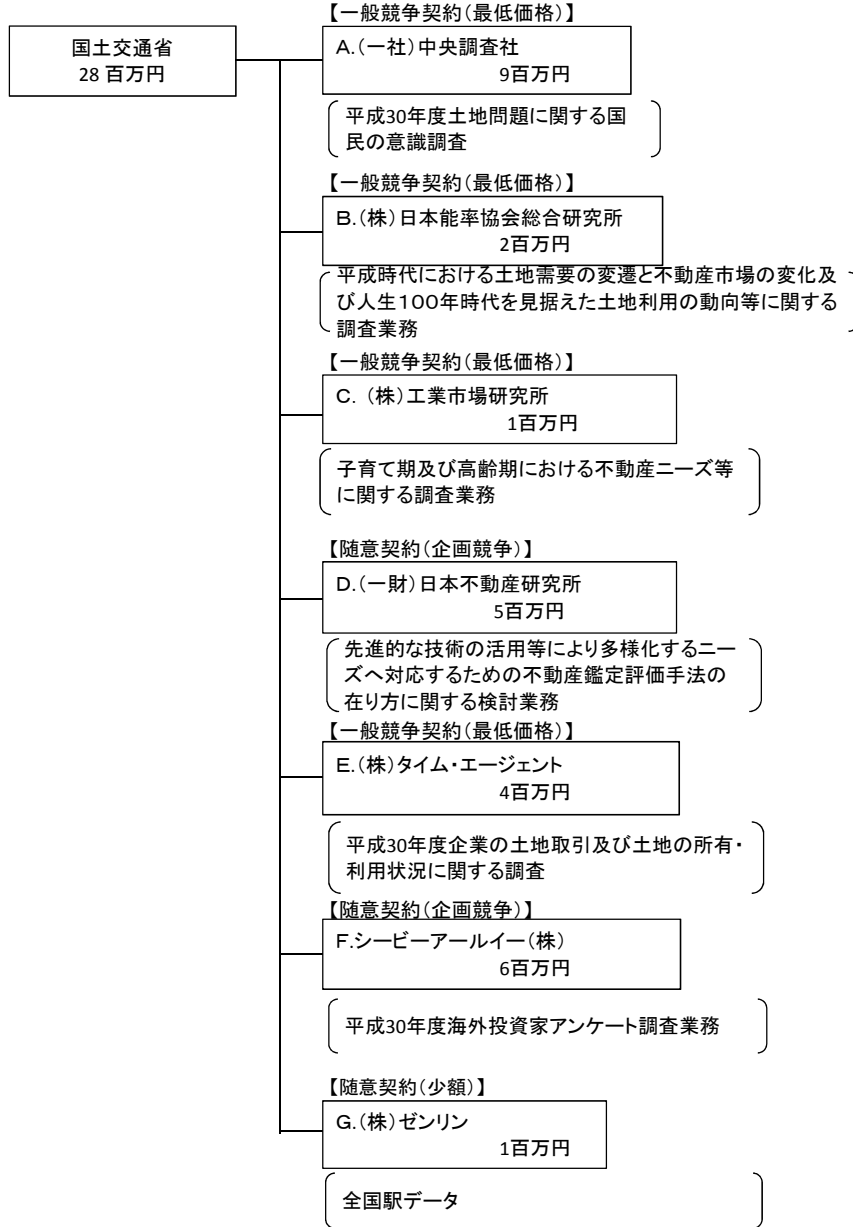 【一般競争契約(最低価格)】
国土交通省
28 百万円
A.(一社)中央調査社
9百万円
平成30年度土地問題に関する国
民の意識調査
【一般競争契約(最低価格)】
B.(株)日本能率協会総合研究所
2百万円
平成時代における土地需要の変遷と不動産市場の変化及
び人生100年時代を見据えた土地利用の動向等に関する
調査業務
【一般競争契約(最低価格)】
C. (株)工業市場研究所
1百万円
子育て期及び高齢期における不動産ニーズ等
に関する調査業務
【随意契約(企画競争)】
D.(一財)日本不動産研究所
5百万円
先進的な技術の活用等により多様化するニー
ズへ対応するための不動産鑑定評価手法の
在り方に関する検討業務
【一般競争契約(最低価格)】
E.(株)タイム・エージェント
4百万円
平成30年度企業の土地取引及び土地の所有・
利用状況に関する調査
【随意契約(企画競争)】
F.シービーアールイー(株)
6百万円
平成30年度海外投資家アンケート調査業務
【随意契約(少額)】
G.(株)ゼンリン
1百万円
全国駅データ